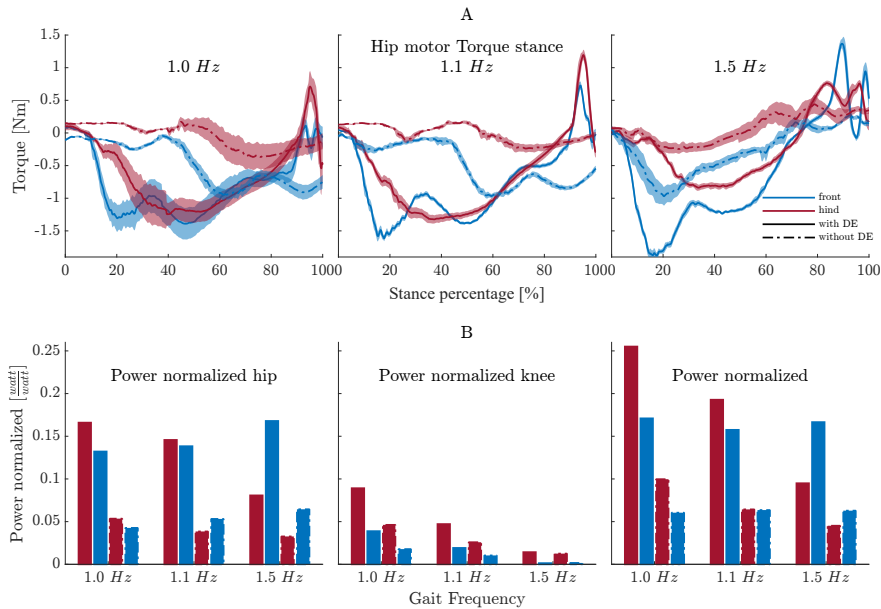 A
Hip motor Torque stance
1.0 Hz
1.1 Hz
1.5 Hz
Torque [Nm]
1.5
1
0.5
0
-0.5
-1
-1.5
front
hind
with DE
without DE
0 20 40 60 80 100
20 40 60 80 100
20 40 60 80 100
Stance percentage [%]
B
Power normalized hip
Power normalized knee
Power normalized
Power normalized [watt/watt]
0.25
0.2
0.15
0.1
0.05
0
1.0 Hz 1.1 Hz 1.5 Hz
1.0 Hz 1.1 Hz 1.5 Hz
1.0 Hz 1.1 Hz 1.5 Hz
Gait Frequency